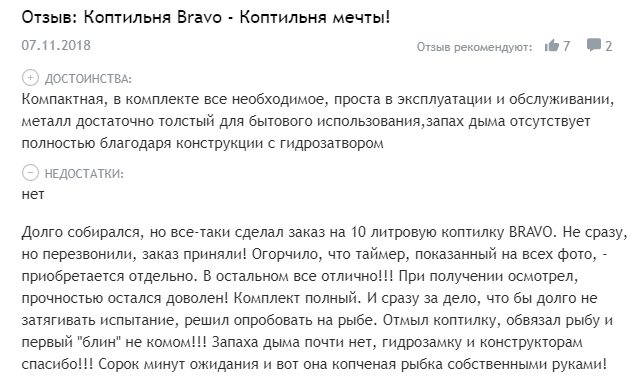 Отзыв: Коптильня Bravo - Коптильня мечты!
07.11.2018
Отзыв рекомендуют: 7 2
ДОСТОИНСТВА:
Компактная, в комплекте все необходимое, проста в эксплуатации и обслуживании,
металл достаточно толстый для бытового использования,запах дыма отсутствует
полностью благодаря конструкции с гидрозатвором
НЕДОСТАТКИ:
нет
Долго собирался, но все-таки сделал заказ на 10 литровую коптилку BRAVO. Не сразу,
но перезвонили, заказ приняли! Огорчило, что таймер, показанный на всех фото, -
приобретается отдельно. В остальном все отлично!!! При получении осмотрел,
прочностью остался доволен! Комплект полный. И сразу за дело, что бы долго не
затягивать испытание, решил опробовать на рыбе. Отмыл коптилку, обвязал рыбу и
первый "блин" не комом!!! Запаха дыма почти нет, гидрозамку и конструкторам
спасибо!!! Сорок минут ожидания и вот она копченая рыбка собственными руками!